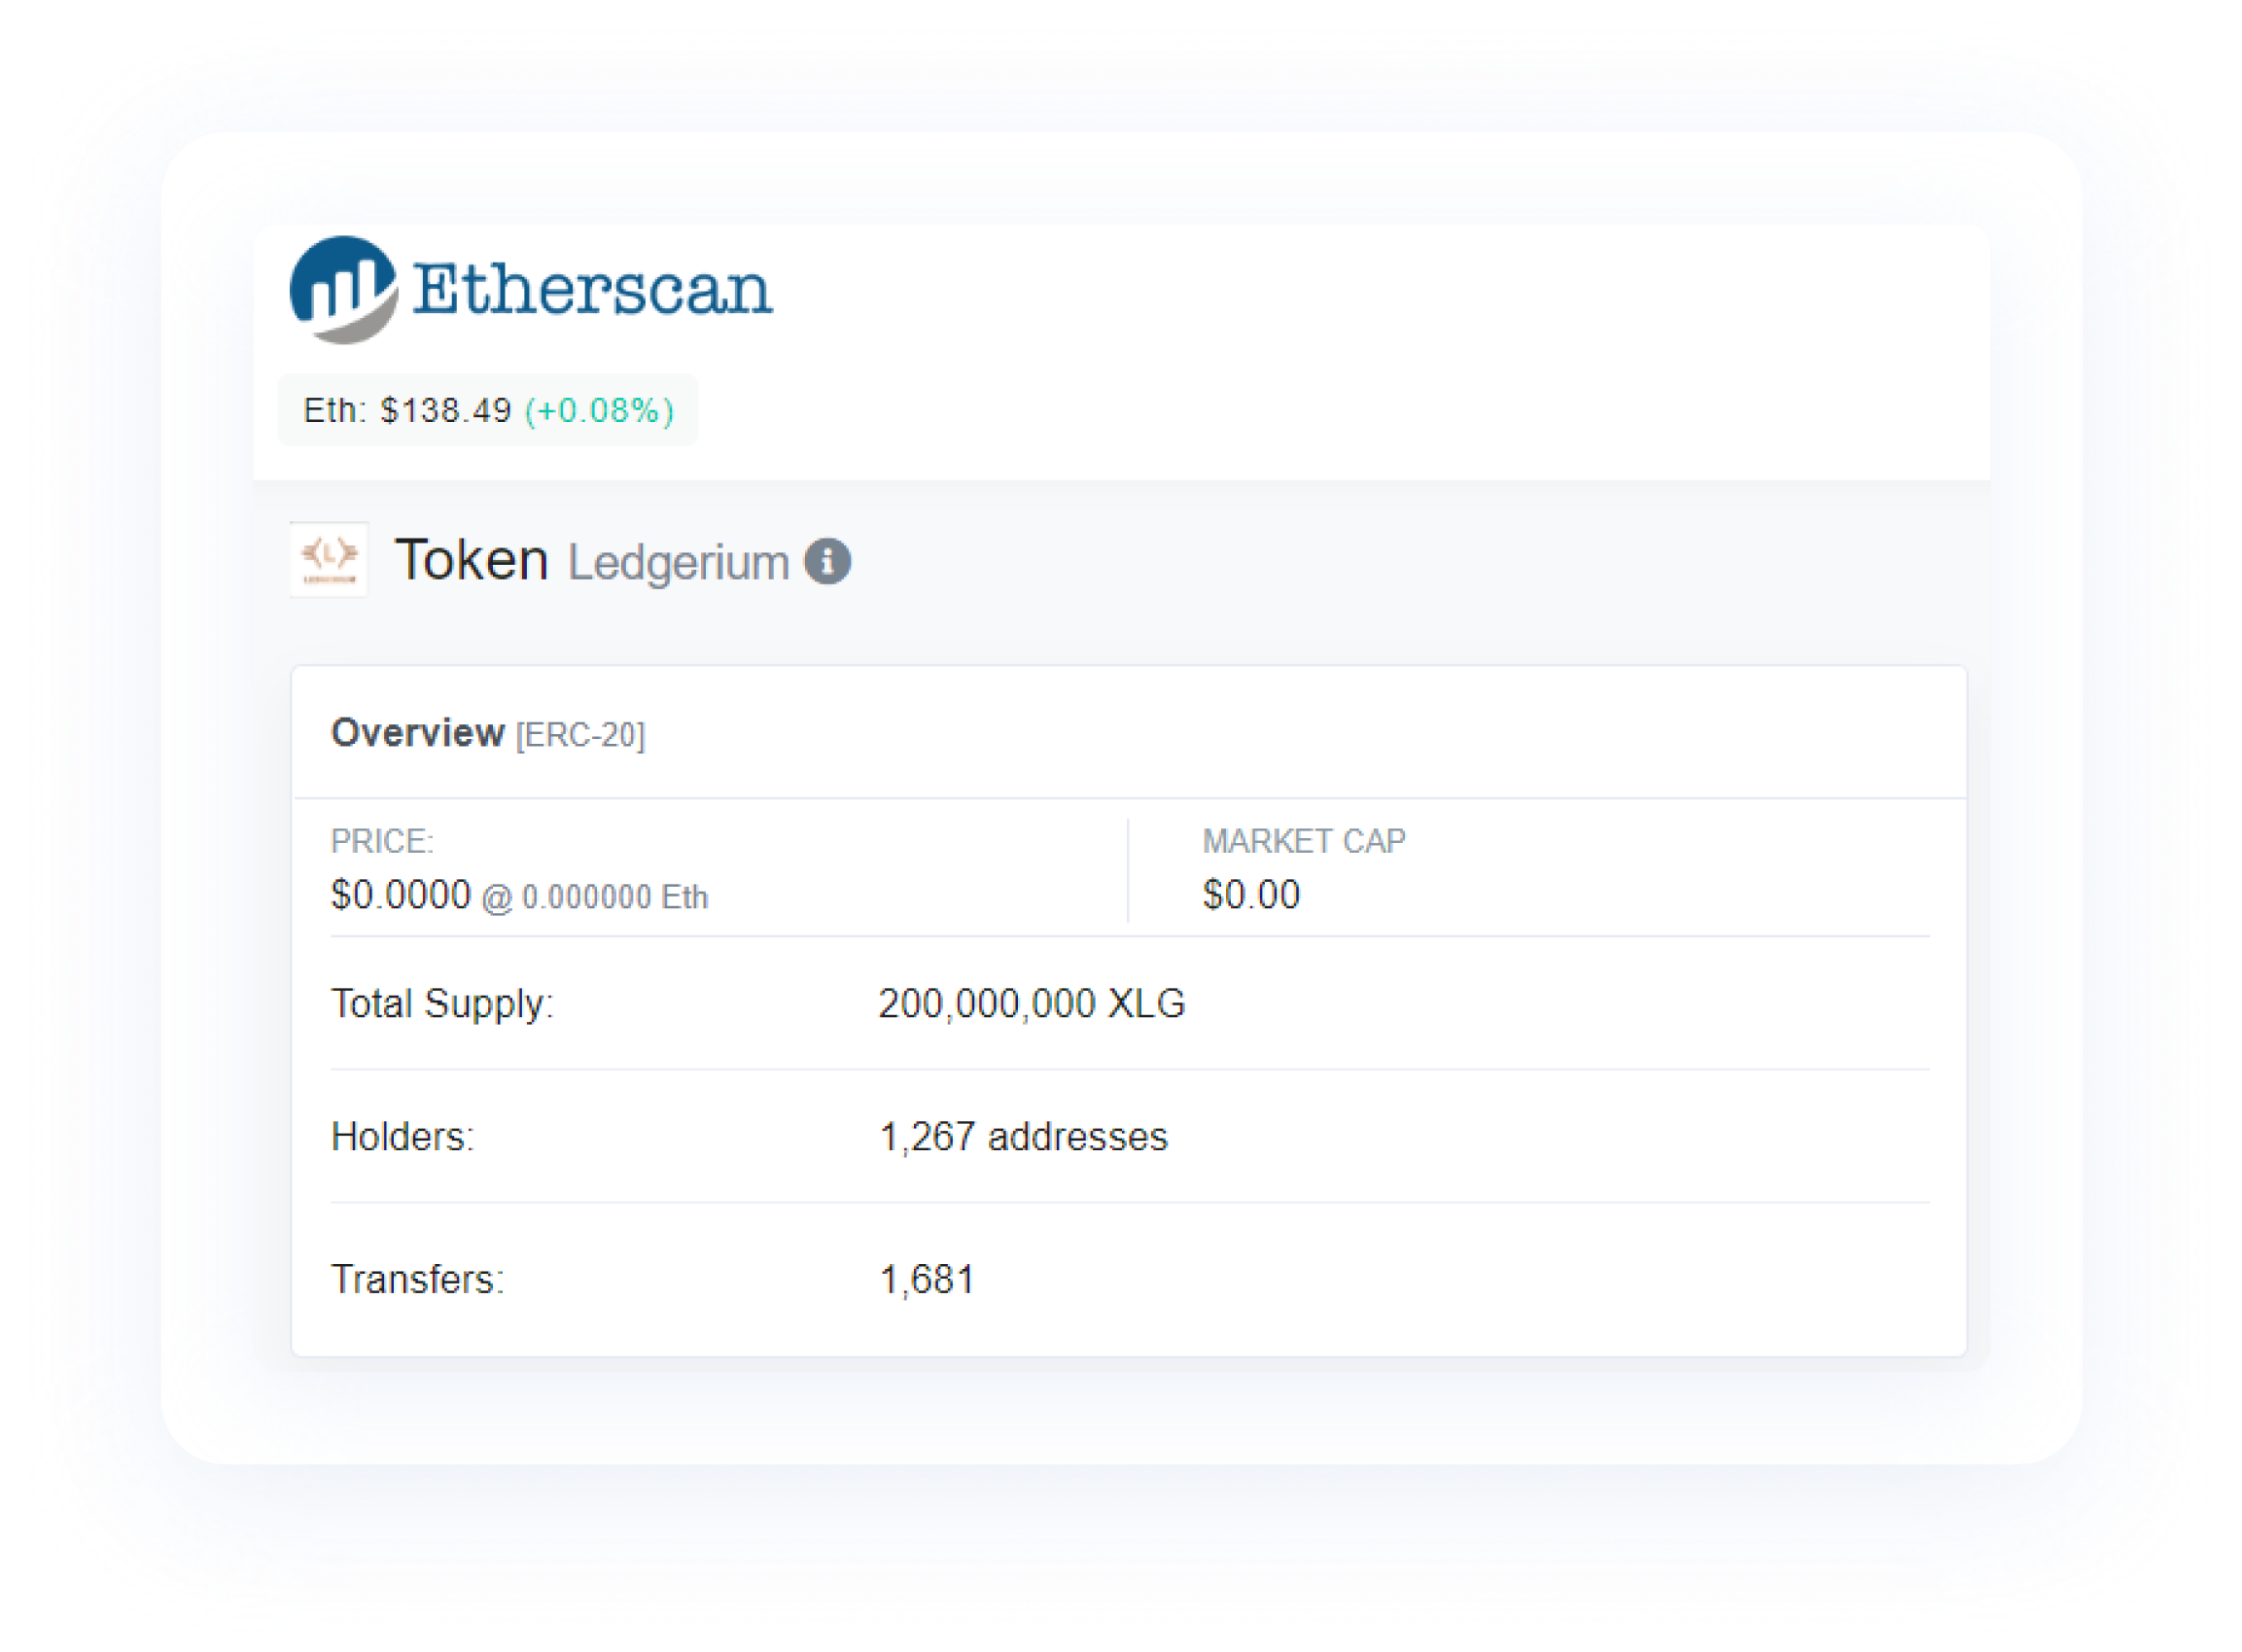 Etherscan
Eth: $138.49 (+0.08%)
Token Ledgerium
Overview [ERC-20]
PRICE:
$0.0000 @ 0.000000 Eth
MARKET CAP
$0.00
Total Supply: 200,000,000 XLG
Holders: 1,267 addresses
Transfers: 1,681